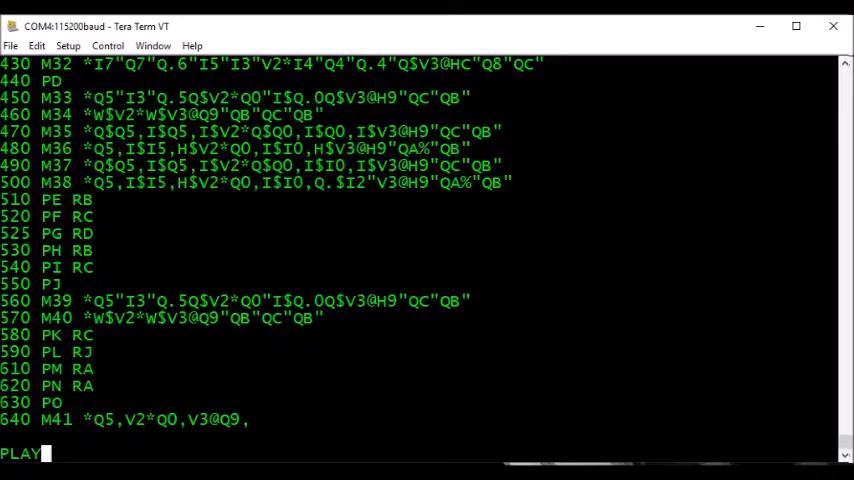 COM4:115200baud - Tera Term VT
File Edit Setup Control Window Help
430 M32 *I7"Q7"Q.6"I5"I3"V2*I4"Q4"Q.4"Q$V3@HC"Q8"QC"
440 PD
450 M33 *Q5"I3"Q.5Q$V2*Q0"I$Q.0Q$V3@H9"QC"QB"
460 M34 *W$V2*W$V3@Q9"QB"QC"QB"
470 M35 *Q$Q5,I$Q5,I$V2*Q$Q0,I$Q0,I$V3@H9"QC"QB"
480 M36 *Q5,I$I5,H$V2*Q0,I$I0,H$V3@H9"QA%"QB"
490 M37 *Q$Q5,I$Q5,I$V2*Q$Q0,I$I0,I$V3@H9"QC"QB"
500 M38 *Q5,I$I5,H$V2*Q0,I$I0,Q.$I2"V3@H9"QA%"QB"
510 PE RB
520 PF RC
525 PG RD
530 PH RB
540 PI RC
550 PJ
560 M39 *Q5"I3"Q.5Q$V2*Q0"I$Q.0Q$V3@H9"QC"QB"
570 M40 *W$V2*W$V3@Q9"QB"QC"QB"
580 PK RC
590 PL RJ
610 PM RA
620 PN RA
630 PO
640 M41 *Q5,V2*Q0,V3@Q9,
PLAY